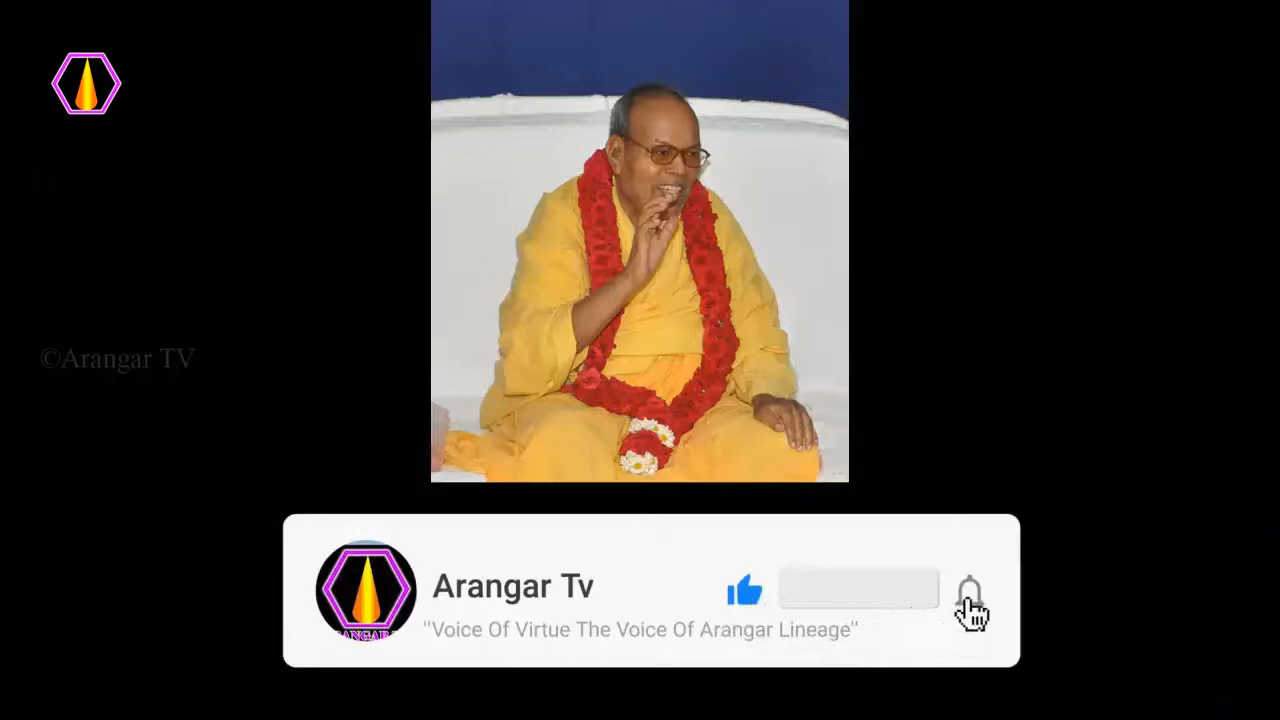 ©Arangar TV
Arangar Tv
"Voice Of Virtue The Voice Of Arangar Lineage"